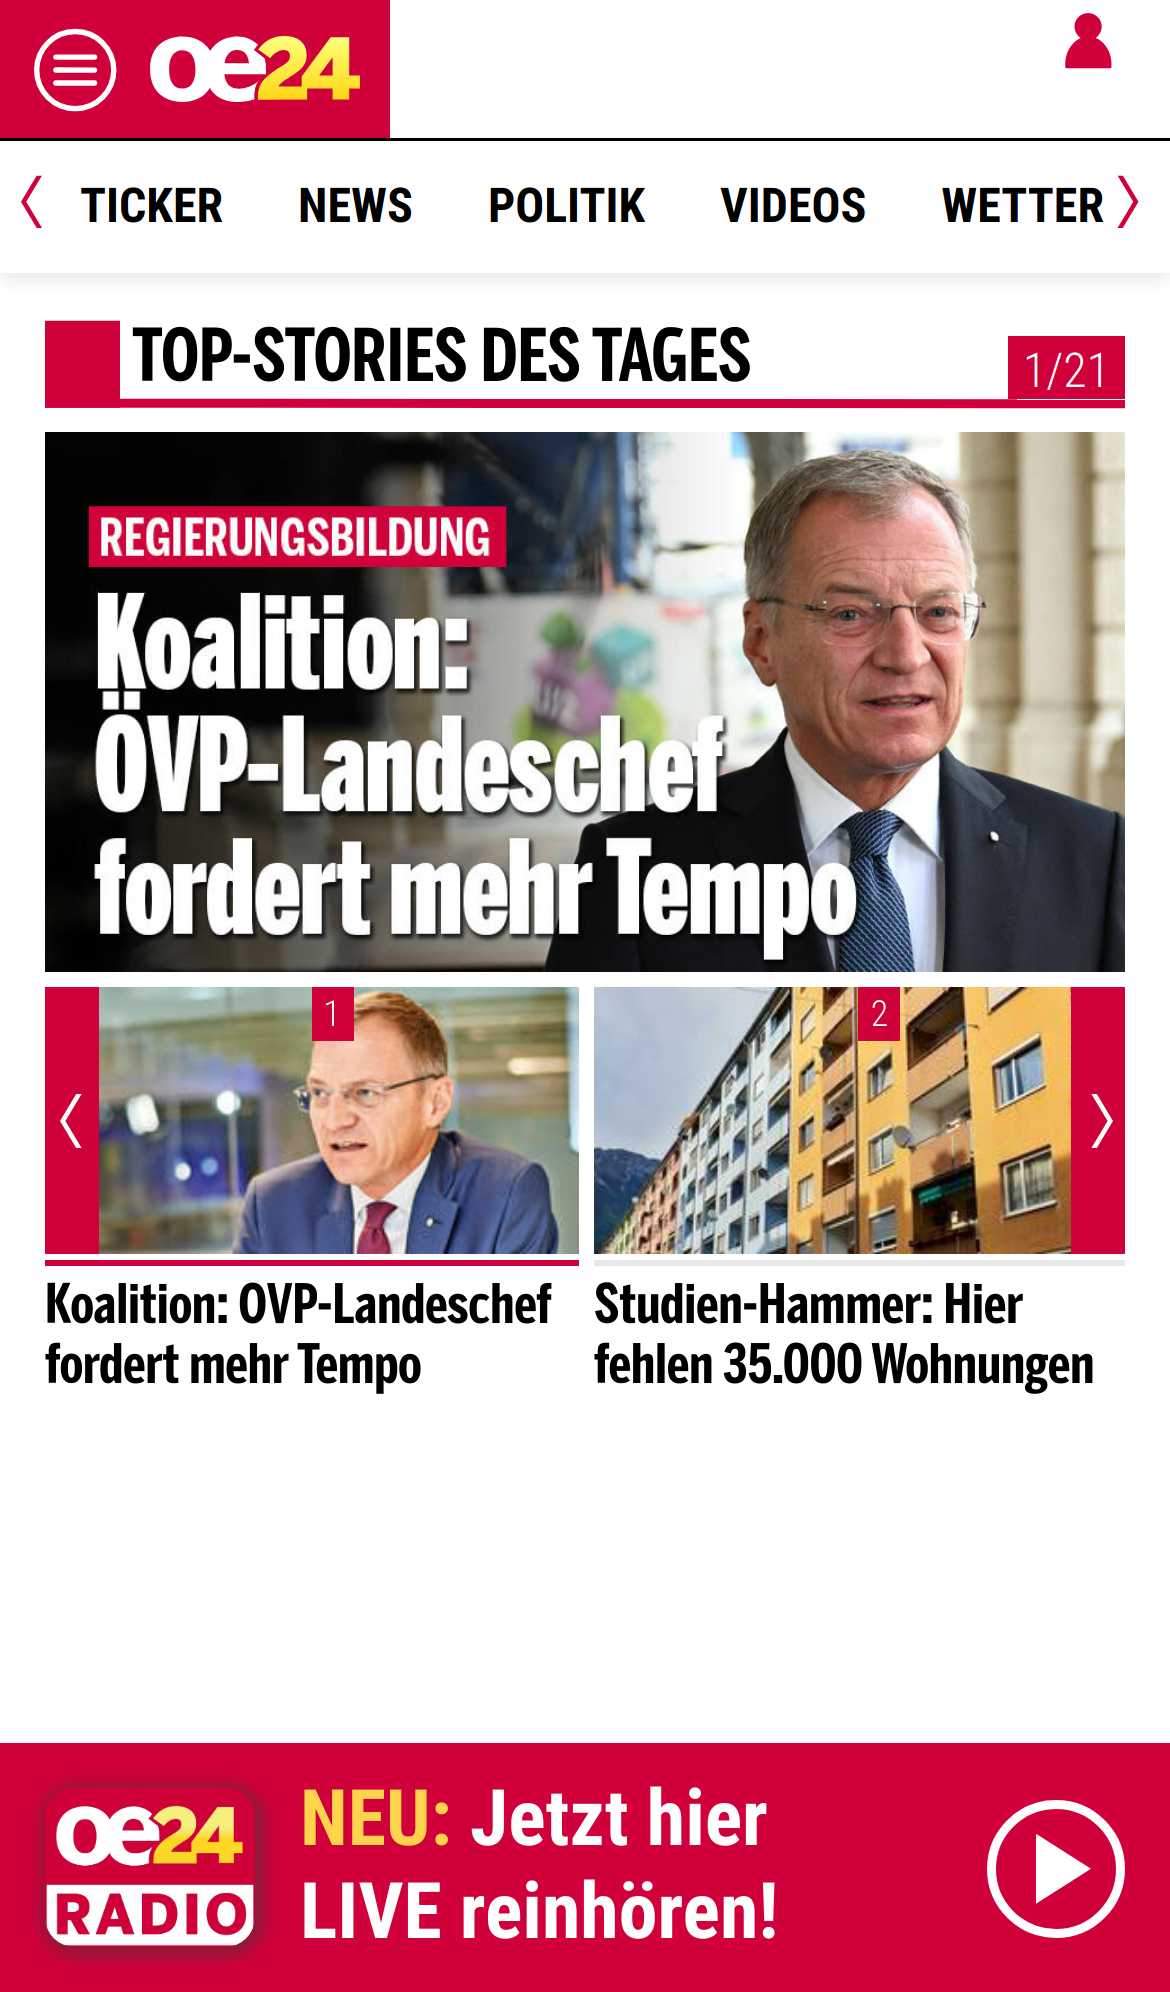 oe24
TICKER NEWS POLITIK VIDEOS WETTER
TOP-STORIES DES TAGES
1/21
REGIERUNGSBILDUNG
Koalition:
ÖVP-Landeschef
fordert mehr Tempo
1
2
Koalition: ÖVP-Landeschef
fordert mehr Tempo
Studien-Hammer: Hier
fehlen 35.000 Wohnungen
oe24
RADIO
NEU: Jetzt hier
LIVE reinhören!